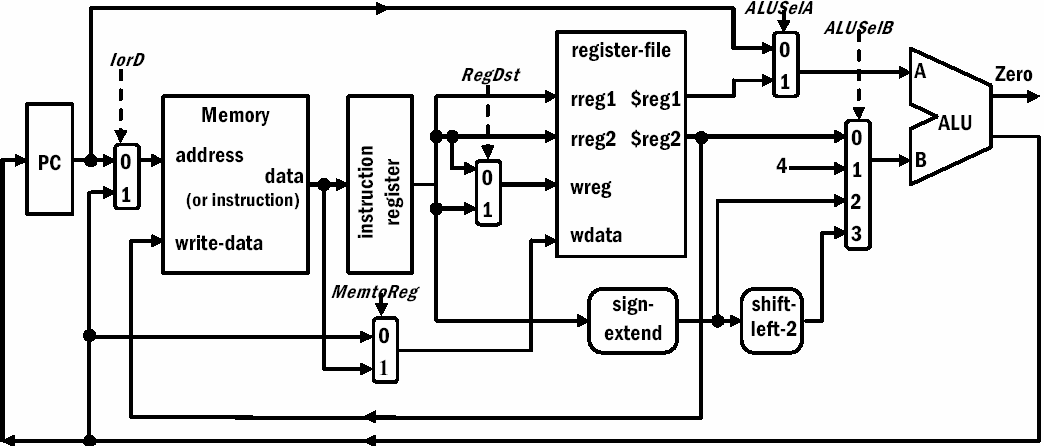 ALUSelA
ALUSelB
IorD
RegDst
register-file
0
1
Zero
A
ALU
B
PC
0
1
Memory
address
data
(or instruction)
write-data
instruction
register
rreg1 $reg1
rreg2 $reg2
wreg
wdata
0
1
4
0
1
2
3
MemtoReg
0
1
sign-
extend
shift-
left-2